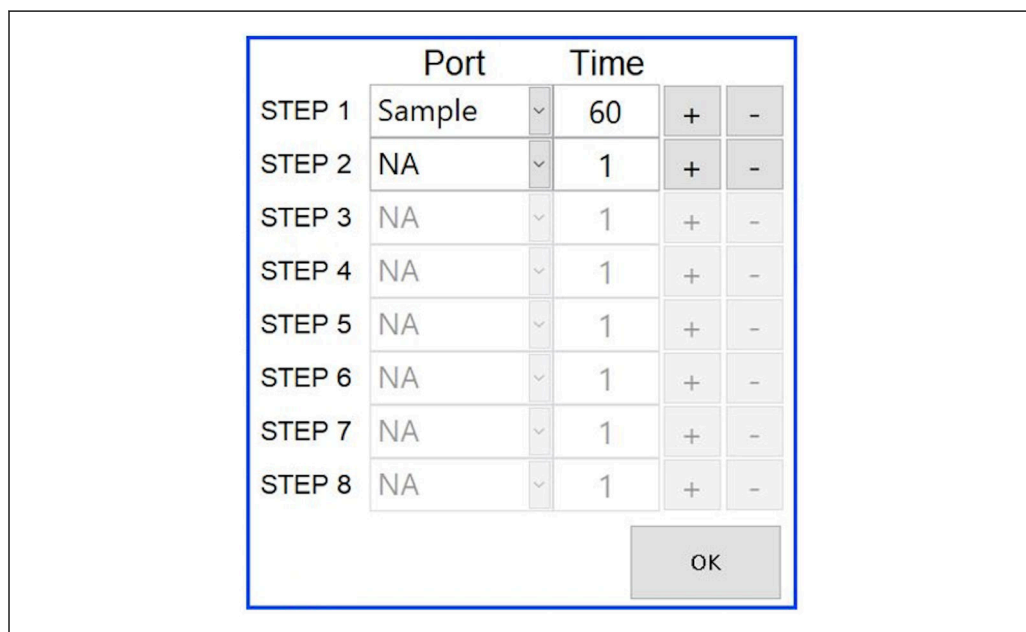 Port Time
STEP 1 Sample 60 + -
STEP 2 NA 1 + -
STEP 3 NA 1 + -
STEP 4 NA 1 + -
STEP 5 NA 1 + -
STEP 6 NA 1 + -
STEP 7 NA 1 + -
STEP 8 NA 1 + -
OK